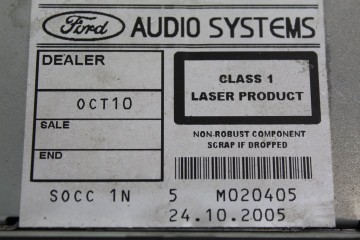 Ford AUDIO SYSTEMS
DEALER
OCT10
SALE
END
CLASS 1
LASER PRODUCT
NON-ROBUST COMPONENT
SCRAP IF DROPPED
SOCC 1N 5 M020405
24.10.2005